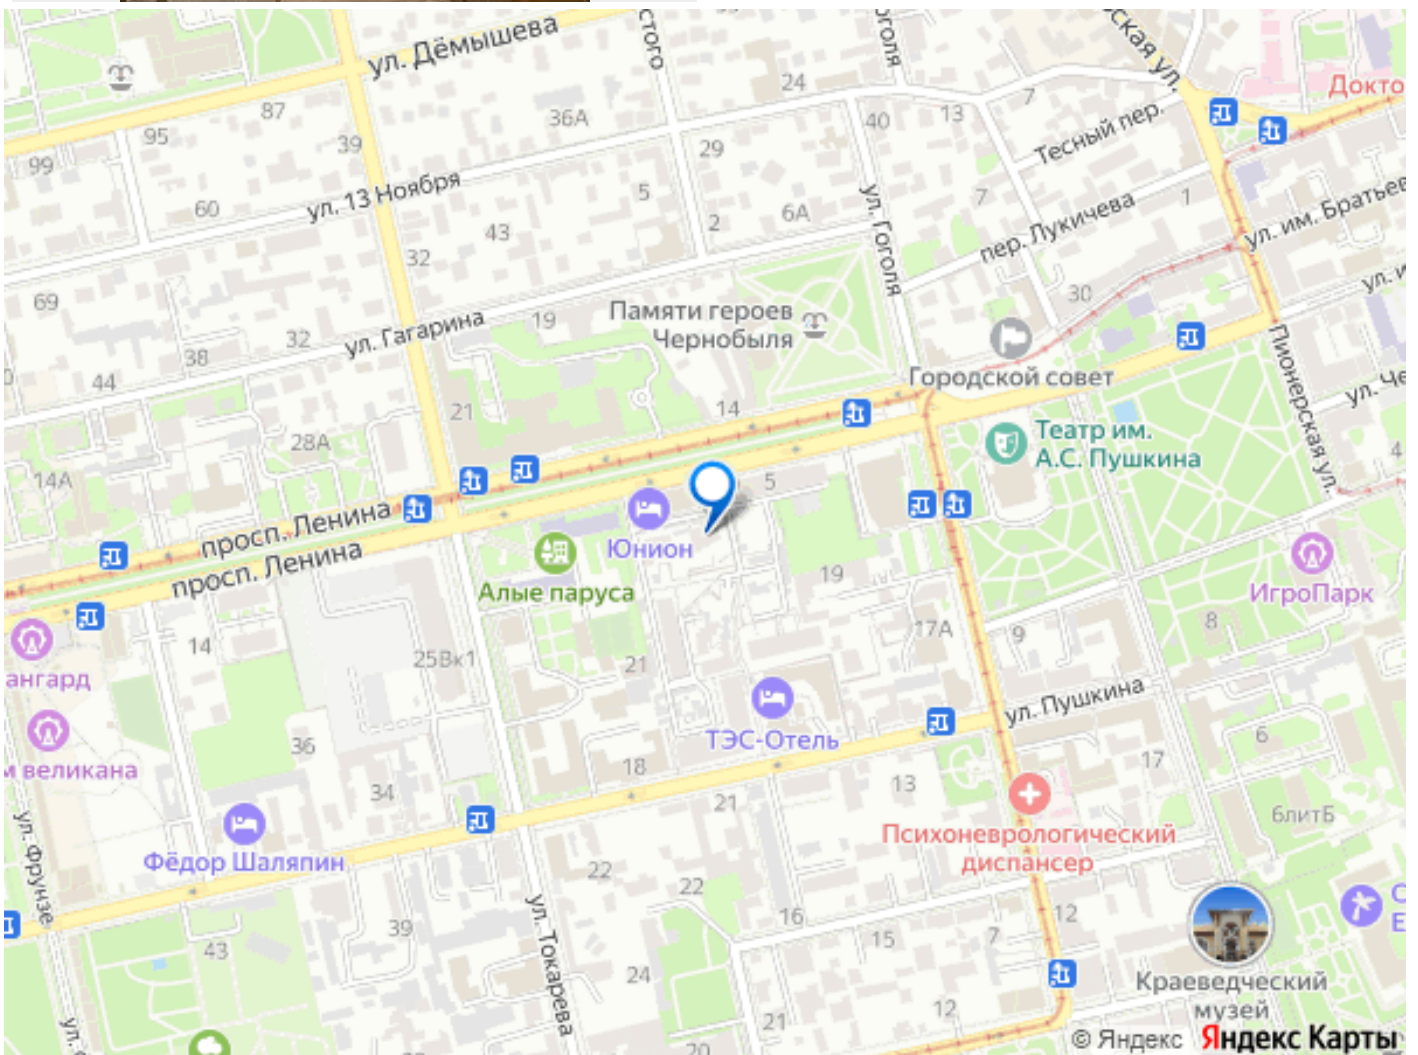 ул. Дёмышева
24
Докто
87
36А
40
13
7
95
39
29
Тесный пер.
99
ул. 13 Ноября
5
7
1
60
2
6А
ул. Гоголя
пер. Лукичева
ул. им. Братьев
43
32
69
Памяти героев
Чернобыля
30
19
32
ул. Гагарина
38
44
Городской совет
Пионерская ул.
21
14
28А
Театр им.
А.С. Пушкина
4
14А
5
просп. Ленина
просп. Ленина
Юнион
Алые паруса
19
ИгроПарк
8
14
25Вк1
21
17А
9
ангард
ул. Пушкина
ТЭС-Отель
36
6
м великана
18
17
34
21
13
6литБ
Фёдор Шаляпин
Психоневрологический
диспансер
ул. Фрунзе
22
22
ул. Токарева
39
16
12
43
15
7
24
Краеведческий
музей
12
21
20
© Яндекс Яндекс Карты